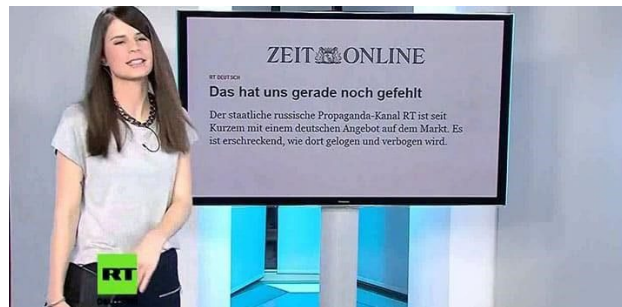 ZEIT ONLINE
RT DEUTSCH
Das hat uns gerade noch gefehlt
Der staatliche russische Propaganda-Kanal RT ist seit
Kurzem mit einem deutschen Angebot auf dem Markt. Es
ist erschreckend, wie dort gelogen und verbogen wird.
RT